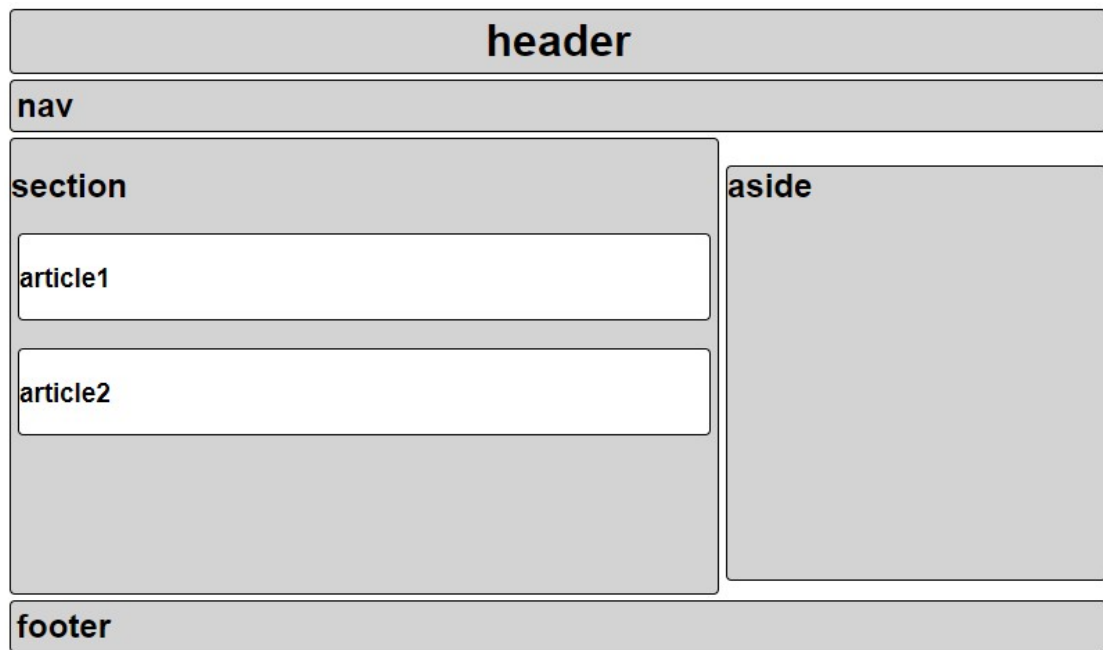 header
nav
section
aside
article1
article2
footer